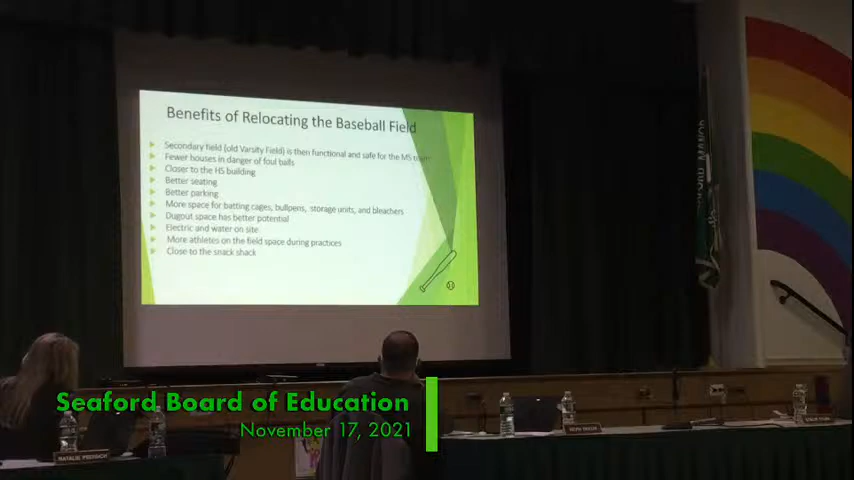 Benefits of Relocating the Baseball Field
Secondary field (old Varsity Field) is then functional and safe for the MS team
Fewer houses in danger of foul balls
Closer to the HS building
Better seating
Better parking
More space for batting cages, bullpens, storage units, and bleachers
Dugout space has better potential
Electric and water on site
More athletes on the field space during practices
Close to the snack shack
MANOR
Seaford Board of Education
November 17, 2021
NATALIE